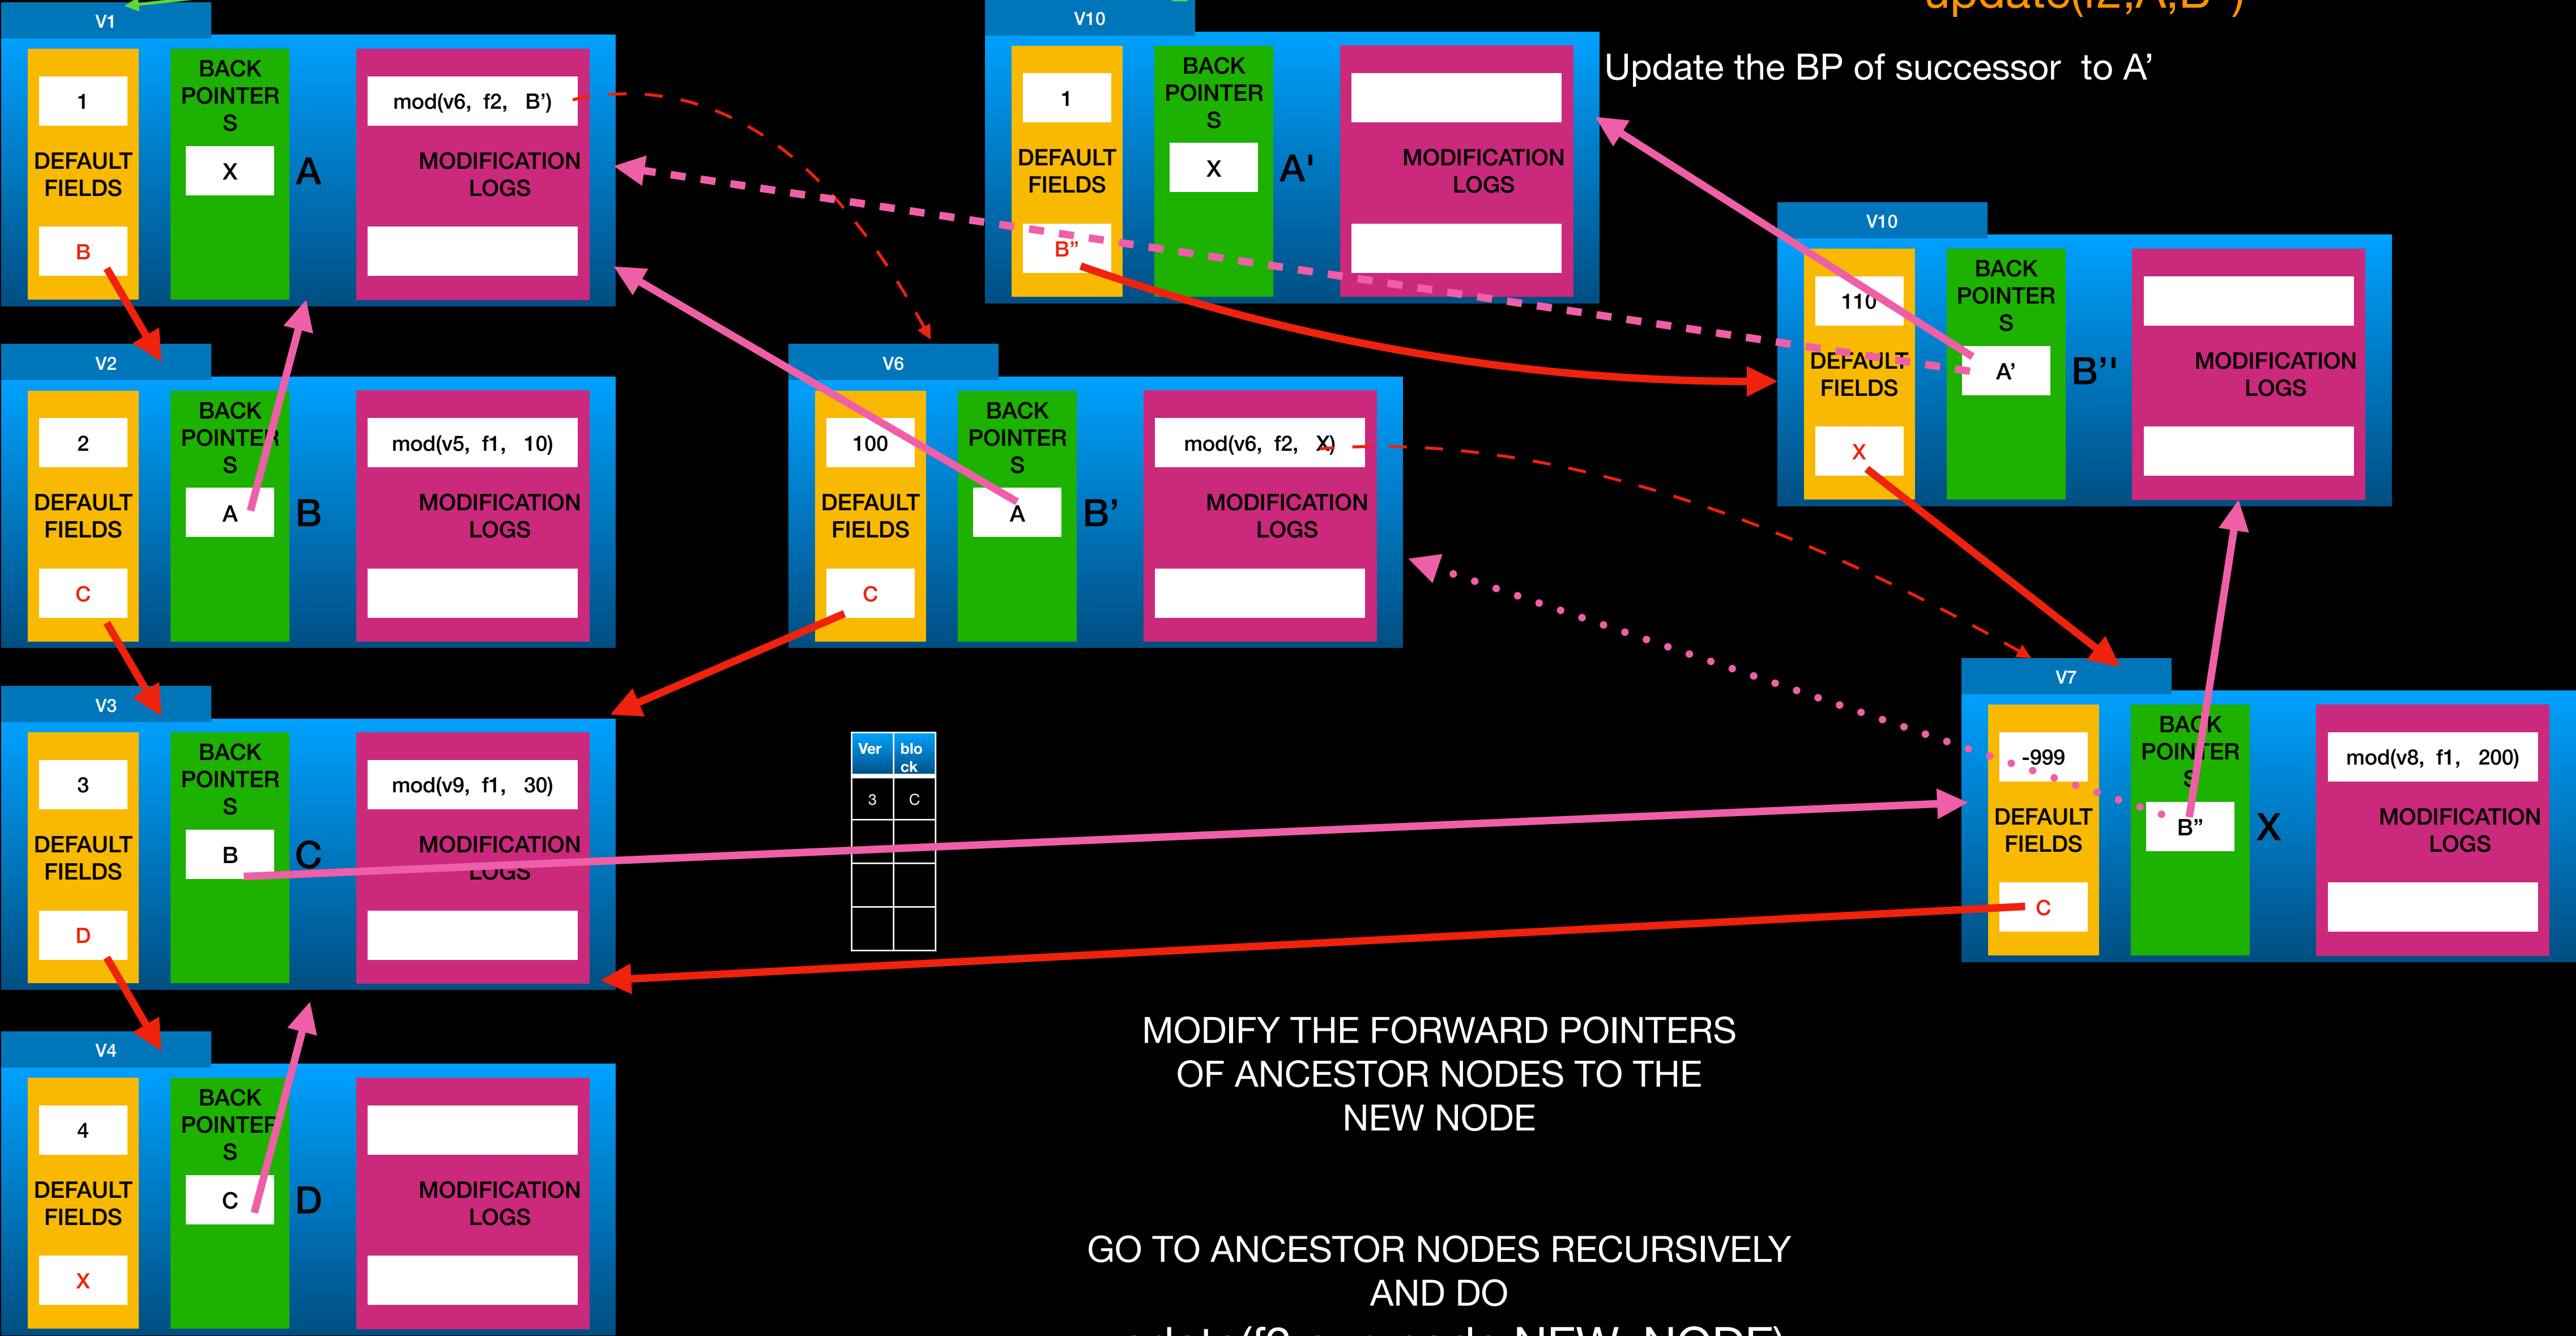 update(f2,A,B")
Update the BP of successor to A’
V1
1
DEFAULT
FIELDS
B
BACK
POINTER
S
X
A
mod(v6, f2, B’)
MODIFICATION
LOGS
V10
1
DEFAULT
FIELDS
B”
BACK
POINTER
S
X
A'
MODIFICATION
LOGS
V10
110
DEFAULT
FIELDS
X
BACK
POINTER
S
A’
B’’
MODIFICATION
LOGS
V2
2
DEFAULT
FIELDS
C
BACK
POINTER
S
A
B
mod(v5, f1, 10)
MODIFICATION
LOGS
V6
100
DEFAULT
FIELDS
C
BACK
POINTER
S
A
B’
mod(v6, f2, X)
MODIFICATION
LOGS
V3
3
DEFAULT
FIELDS
D
BACK
POINTER
S
B
C
mod(v9, f1, 30)
MODIFICATION
LOGS
Ver blo
ck
3 C
V7
-999
DEFAULT
FIELDS
C
BACK
POINTER
S
B”
X
mod(v8, f1, 200)
MODIFICATION
LOGS
V4
4
DEFAULT
FIELDS
X
BACK
POINTER
S
C
D
MODIFICATION
LOGS
MODIFY THE FORWARD POINTERS
OF ANCESTOR NODES TO THE
NEW NODE
GO TO ANCESTOR NODES RECURSIVELY
AND DO